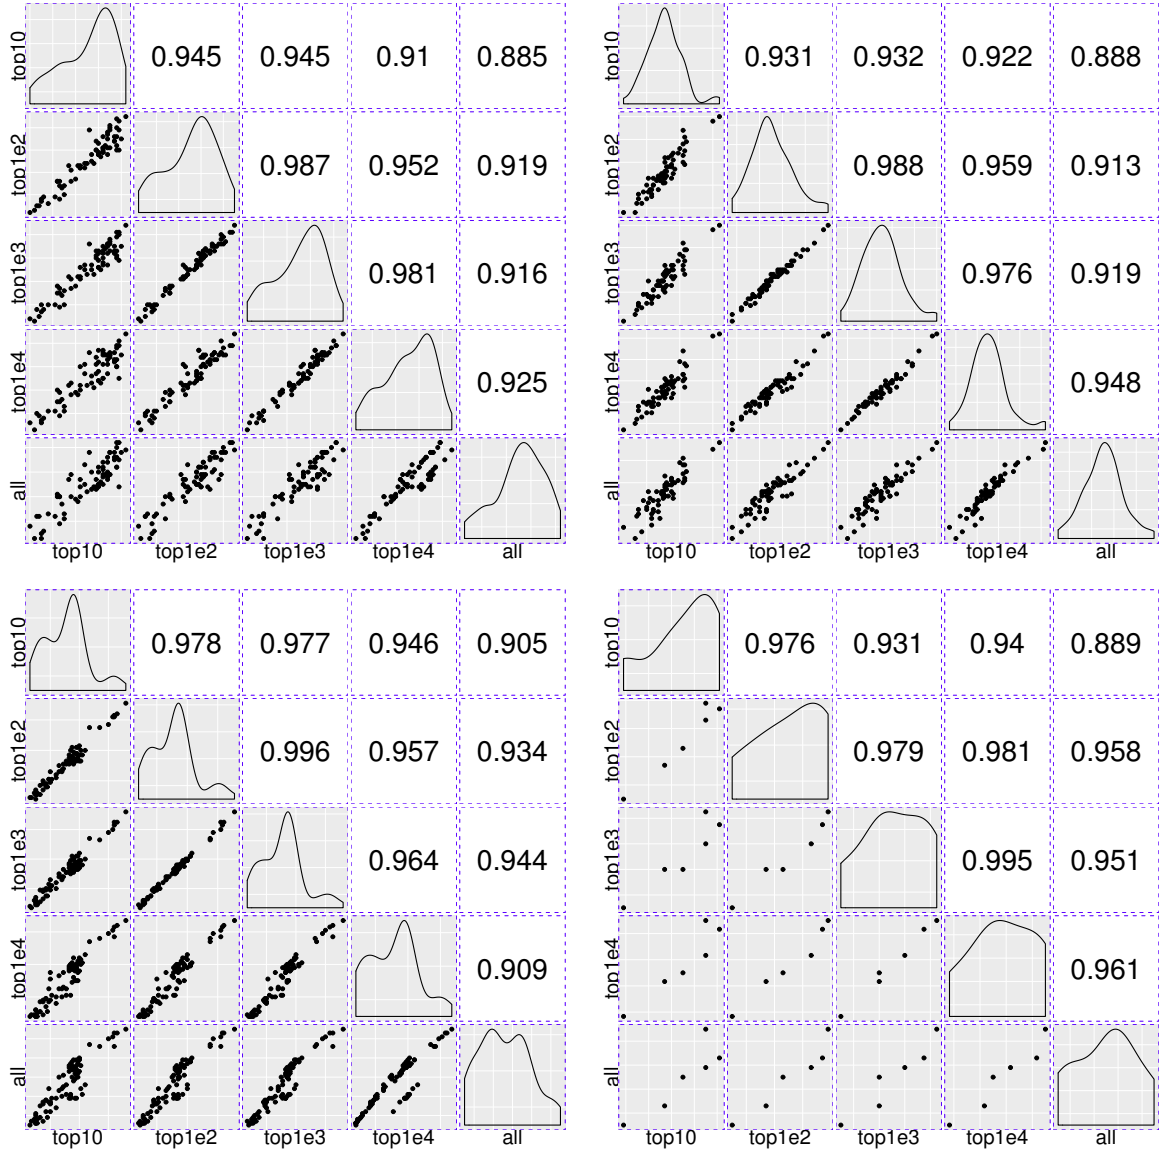 top10 0.945 0.945 0.91 0.885
top1e2 0.987 0.952 0.919
top1e3 0.981 0.916
top1e4 0.925
all
top10 top1e2 top1e3 top1e4 all
top10 0.931 0.932 0.922 0.888
top1e2 0.988 0.959 0.913
top1e3 0.976 0.919
top1e4 0.948
all
top10 top1e2 top1e3 top1e4 all
top10 0.978 0.977 0.946 0.905
top1e2 0.996 0.957 0.934
top1e3 0.964 0.944
top1e4 0.909
all
top10 top1e2 top1e3 top1e4 all
top10 0.976 0.931 0.94 0.889
top1e2 0.979 0.981 0.958
top1e3 0.995 0.951
top1e4 0.961
all
top10 top1e2 top1e3 top1e4 all